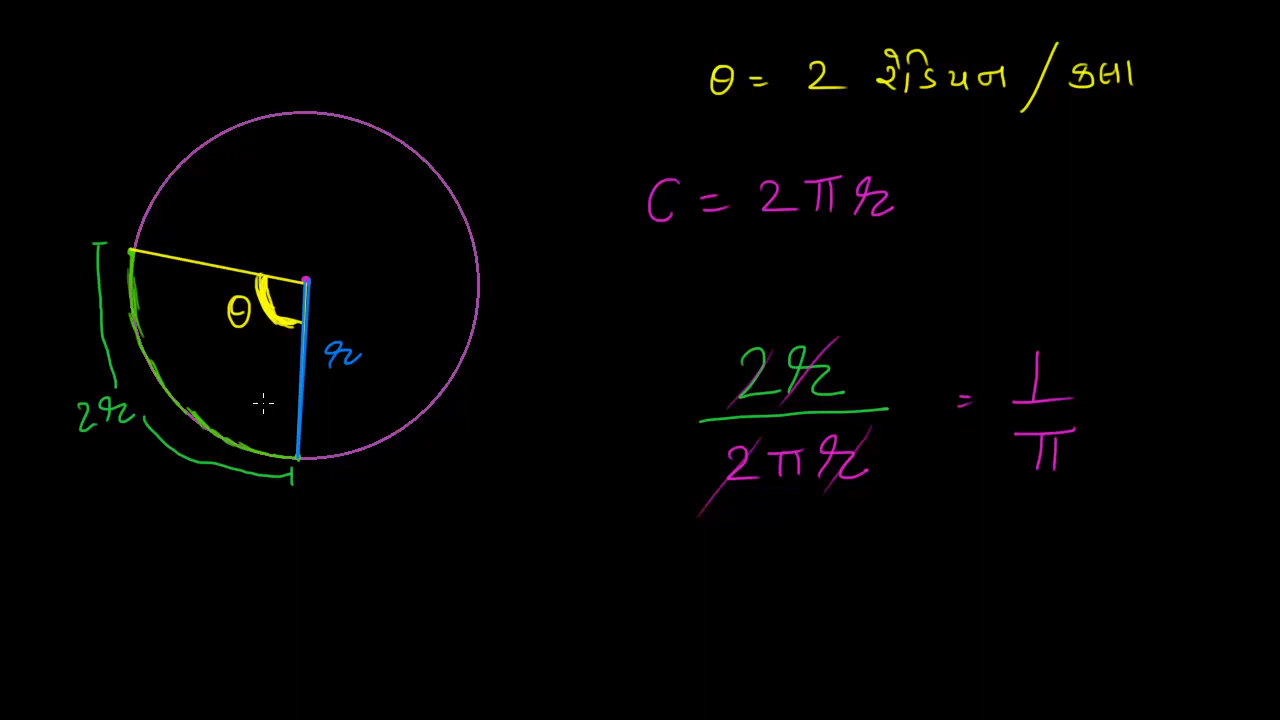 θ = 2 રેડિયન / કલા
C = 2πr
θ
r
2r
2r / 2πr = 1/π